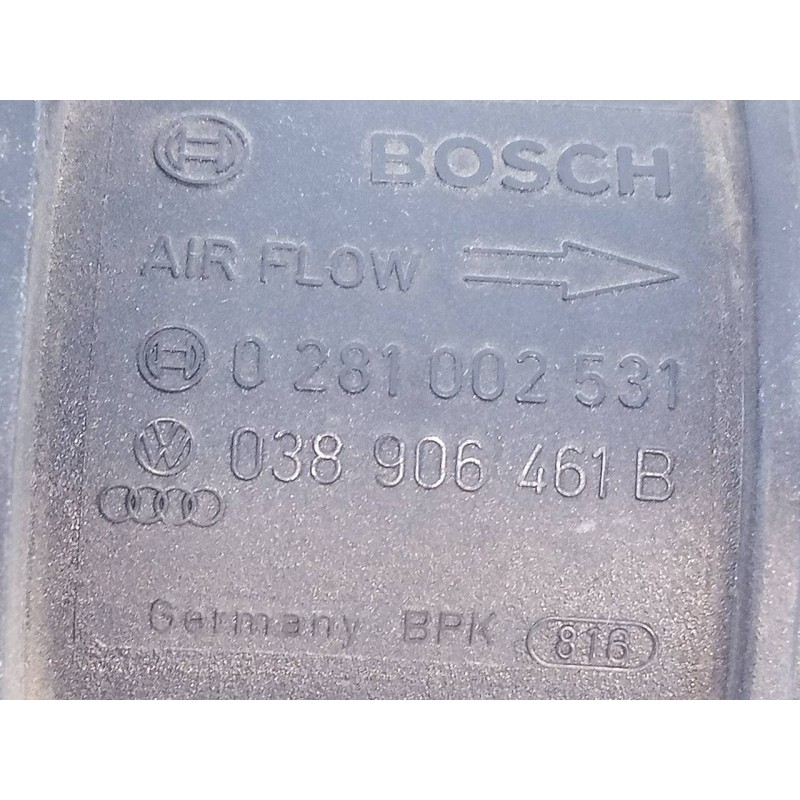 BOSCH
AIR FLOW
0 281 002 531
038 906 461 B
Germany BPK 816